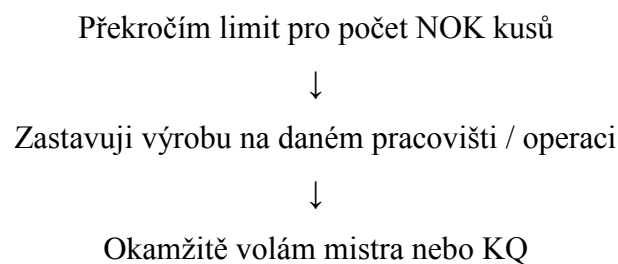 Překročím limit pro počet NOK kusů
↓
Zastavuji výrobu na daném pracovišti / operaci
↓
Okamžitě volám mistra nebo KQ